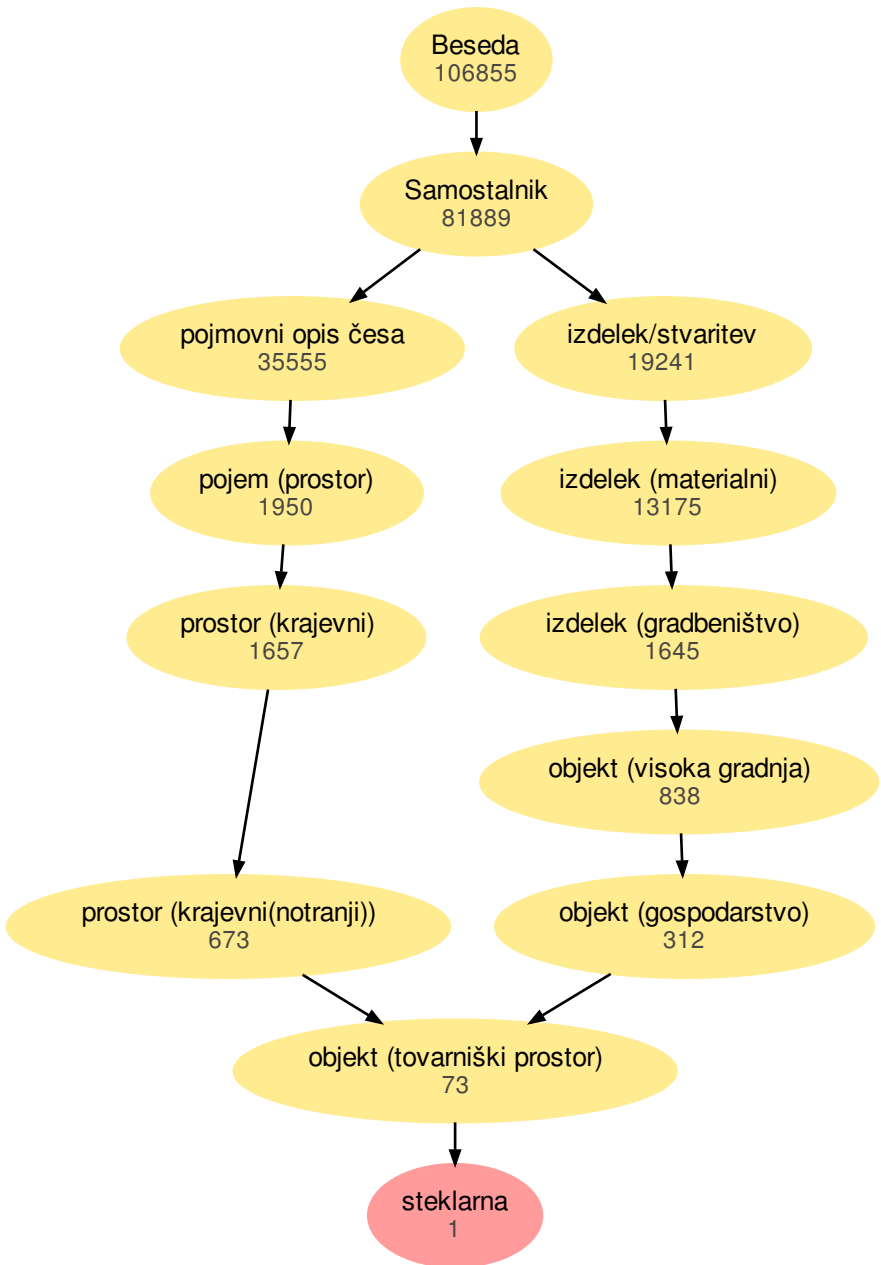 Beseda
106855
Samostalnik
81889
pojmovni opis česa
35555
izdelek/stvaritev
19241
pojem (prostor)
1950
izdelek (materialni)
13175
prostor (krajevni)
1657
izdelek (gradbeništvo)
1645
objekt (visoka gradnja)
838
prostor (krajevni(notranji))
673
objekt (gospodarstvo)
312
objekt (tovarniški prostor)
73
steklarna
1